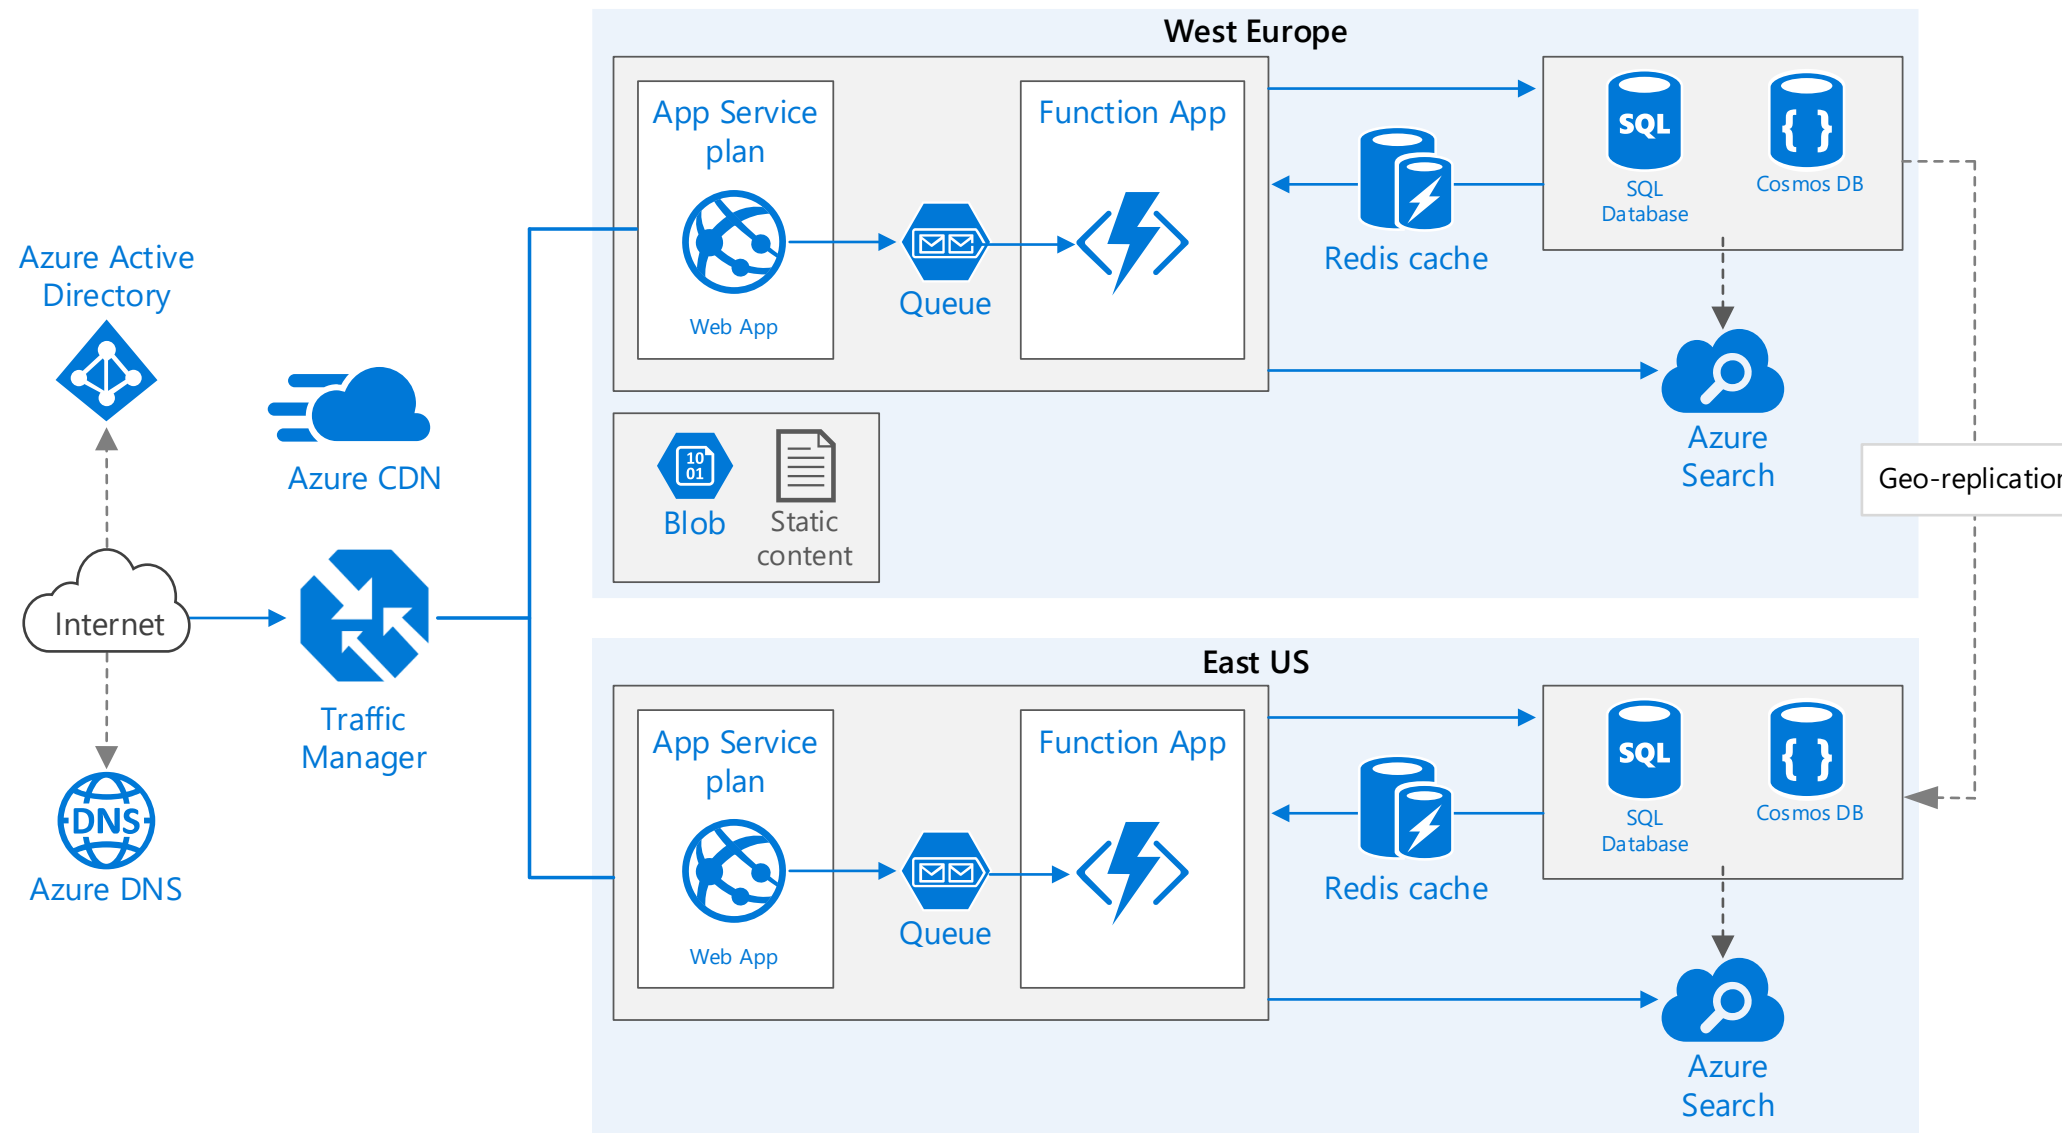 West Europe
App Service
plan
Web App
Queue
Function App
Redis cache
SQL
SQL
Database
{ }
Cosmos DB
Azure
Search
10
01
Blob
Static
content
Geo-replication
Azure Active
Directory
Azure CDN
Internet
Traffic
Manager
DNS
Azure DNS
East US
App Service
plan
Web App
Queue
Function App
Redis cache
SQL
SQL
Database
{ }
Cosmos DB
Azure
Search